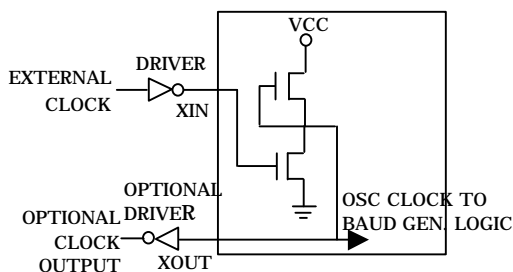 VCC
DRIVER
EXTERNAL
CLOCK
XIN
OPTIONAL
DRIVER
OPTIONAL
CLOCK
OUTPUT
XOUT
OSC CLOCK TO
BAUD GEN. LOGIC